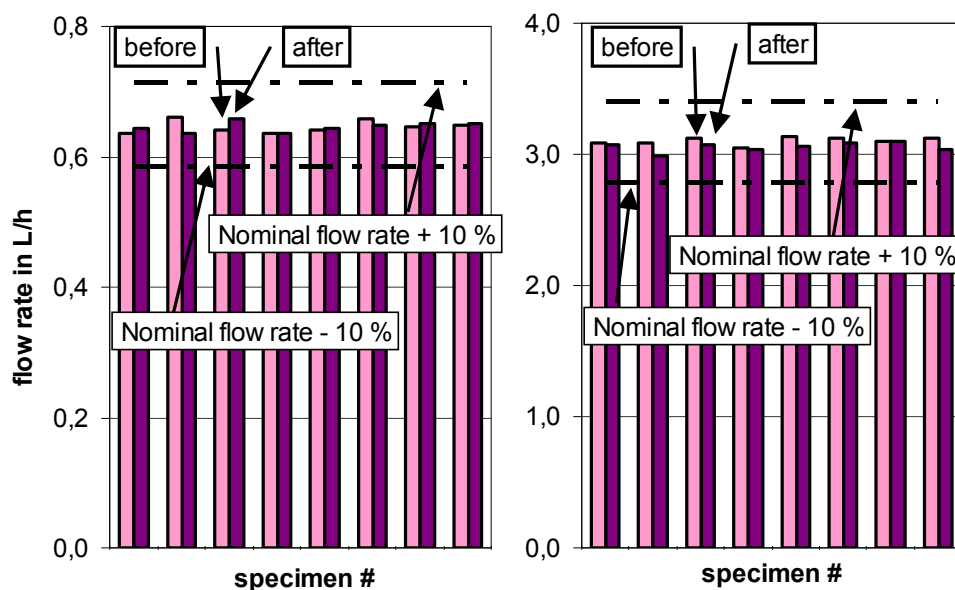 flow rate in L/h
0,8
0,6
0,4
0,2
0,0
before
after
Nominal flow rate + 10 %
Nominal flow rate - 10 %
specimen #
4,0
3,0
2,0
1,0
0,0
before
after
Nominal flow rate + 10 %
Nominal flow rate - 10 %
specimen #